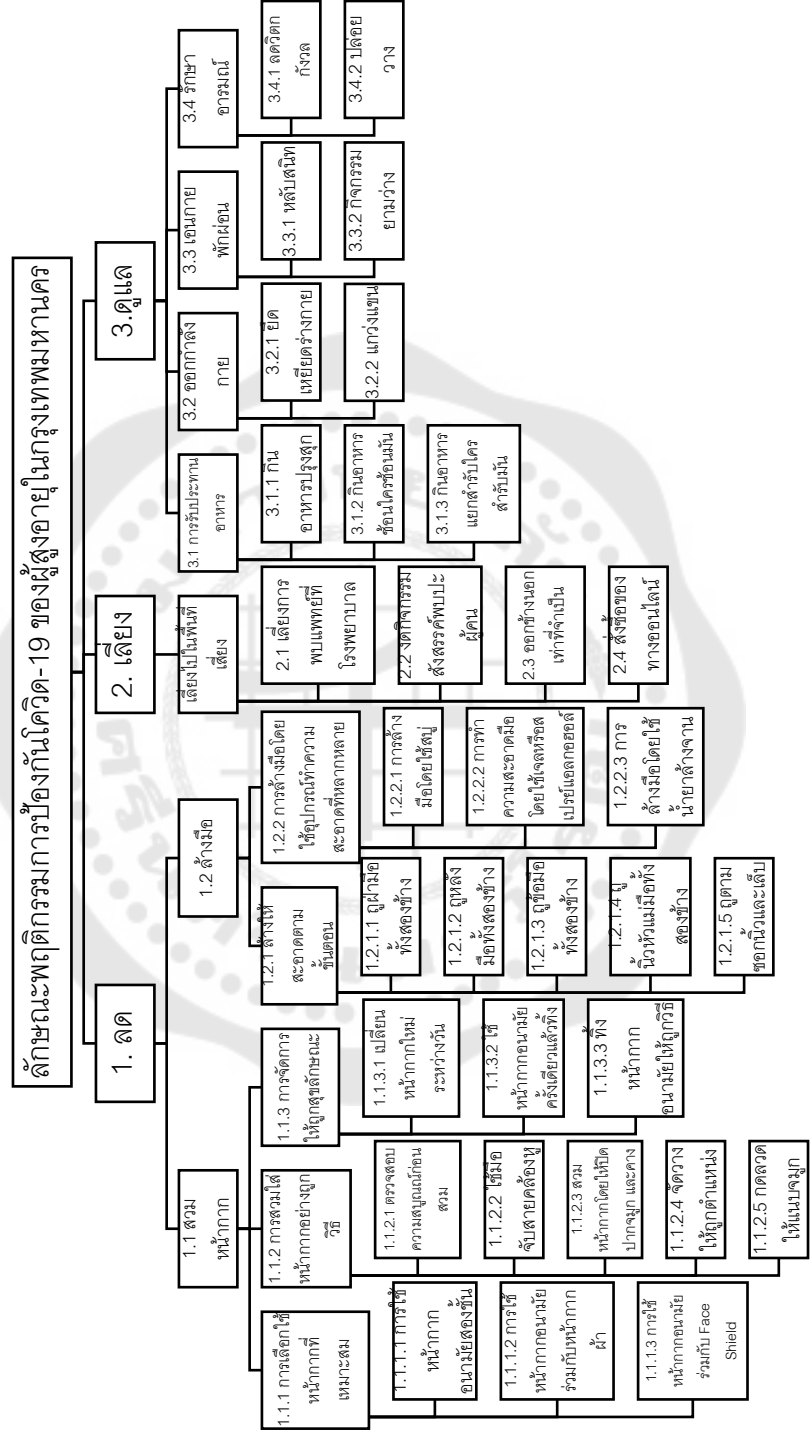 ลักษณะพฤติกรรมการป้องกันโควิด-19 ของผู้สูงอายุในกรุงเทพมหานคร
1. ลด
1.1 สวม
หน้ากาก
1.1.1 การเลือกใช้
หน้ากากที่
เหมาะสม
1.1.1.1 การใช้
หน้ากาก
อนามัยสองชั้น
1.1.1.2 การใช้
หน้ากากอนามัย
ร่วมกับหน้ากาก
ผ้า
1.1.1.3 การใช้
หน้ากากอนามัย
ร่วมกับ Face
Shield
1.1.2 การสวมใส่
หน้ากากอย่างถูก
วิธี
1.1.2.1 ตรวจสอบ
ความสบูณณ์ก่อน
สวม
1.1.2.2 ใช้มือ
จับสายคล้องหู
1.1.2.3 สวม
หน้ากากโดยให้ปิด
ปากจมูก และคาง
1.1.2.4 จัดวาง
ให้ถูกตำแหน่ง
1.1.2.5 กดลวด
ให้แนบจมูก
1.1.3 การจัดการ
ให้ถูกสุขลักษณะ
1.1.3.1 เปลี่ยน
หน้ากากใหม่
ระหว่างวัน
1.1.3.2 ใช้
หน้ากากอนามัย
ครั้งเดียวแล้วทิ้ง
1.1.3.3 ทิ้ง
หน้ากาก
อนามัยให้ถูกวิธี
1.2 ล้างมือ
1.2.1 ล้างให้
สะอาดตาม
ขั้นตอน
1.2.1.1 ถูฝ่ามือ
ทั้งสองข้าง
1.2.1.2 ถูหลัง
มือทั้งสองข้าง
1.2.1.3 ถูข้อมือ
ทั้งสองข้าง
1.2.1.4 ถู
นิ้วหัวแม่มือทั้ง
สองข้าง
1.2.1.5 ถูตาม
ซอกนิ้วและเล็บ
1.2.2 การล้างมือโดย
ใช้อุปกรณ์ทำความ
สะอาดที่หลากหลาย
1.2.2.1 การล้าง
มือโดยใช้สบู่
1.2.2.2 การทำ
ความสะอาดมือ
โดยใช้เจลหรือส
เปรย์แอลกอฮอล์
1.2.2.3 การ
ล้างมือโดยใช้
น้ำยาล้างจาน
2. เลี่ยง
เลี่ยงไปในพื้นที่
เสี่ยง
2.1 เลี่ยงการ
พบแพทย์ที่
โรงพยาบาล
2.2 งดกิจกรรม
สังสรรค์พบปะ
ผู้คน
2.3 ออกข้างนอก
เท่าที่จำเป็น
2.4 สั่งซื้อของ
ทางออนไลน์
3.ดูแล
3.1 การรับประทาน
อาหาร
3.1.1 กิน
อาหารปรุงสุก
3.1.2 กินอาหาร
ช้อนใครช้อนมัน
3.1.3 กินอาหาร
แยกสำรับใคร
สำรับมัน
3.2 ออกกำลัง
กาย
3.2.1 ยืด
เหยียดร่างกาย
3.2.2 แกว่งแขน
3.3 เอนกาย
พักผ่อน
3.3.1 หลับสนิท
3.3.2 กิจกรรม
ยามว่าง
3.4 รักษา
อารมณ์
3.4.1 ลดวิตก
กังวล
3.4.2 ปล่อย
วาง